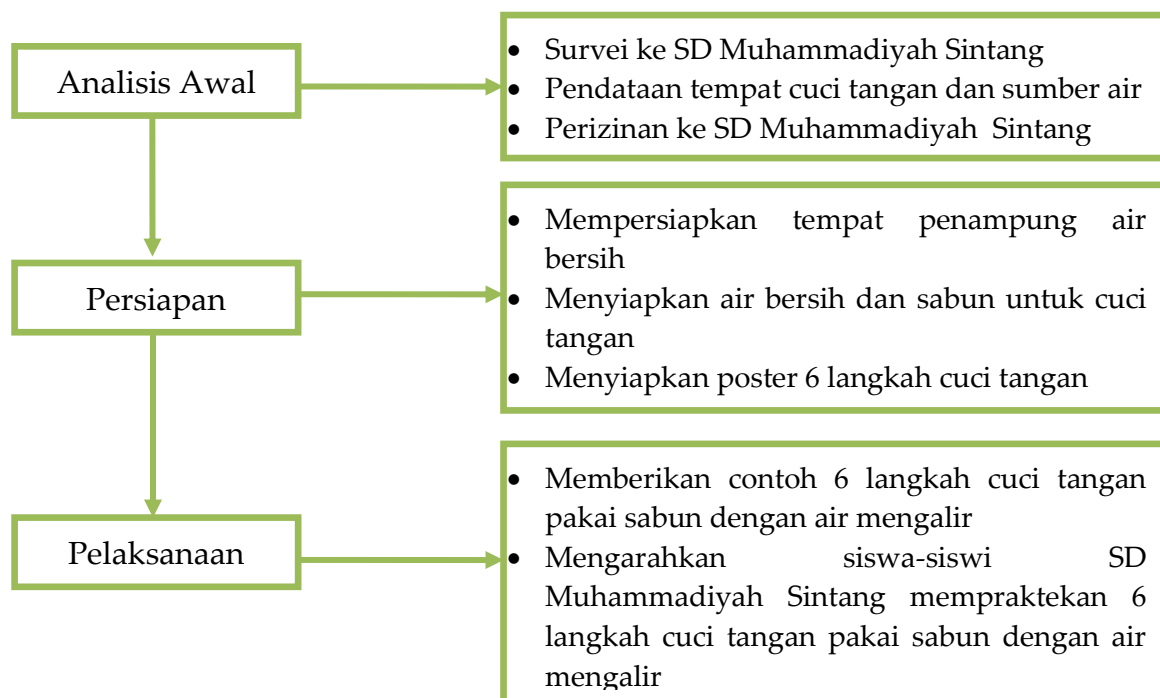 Analisis Awal
• Survei ke SD Muhammadiyah Sintang
• Pendataan tempat cuci tangan dan sumber air
• Perizinan ke SD Muhammadiyah Sintang
Persiapan
• Mempersiapkan tempat penampung air
bersih
• Menyiapkan air bersih dan sabun untuk cuci
tangan
• Menyiapkan poster 6 langkah cuci tangan
Pelaksanaan
• Memberikan contoh 6 langkah cuci tangan
pakai sabun dengan air mengalir
• Mengarahkan siswa-siswi SD
Muhammadiyah Sintang mempraktekan 6
langkah cuci tangan pakai sabun dengan air
mengalir